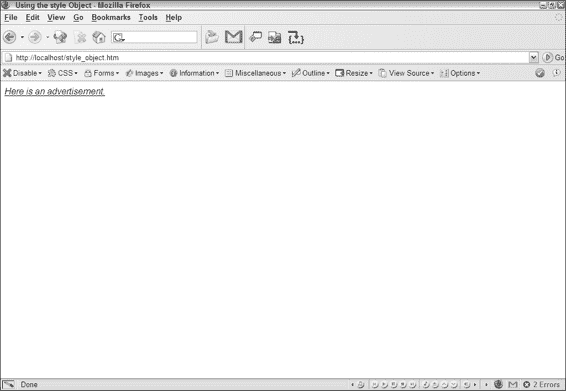 Using the style Object - Mozilla Firefox
File Edit View Go Bookmarks Tools Help
G
http://localhost/style_object.htm Go
Disable CSS Forms Images Information Miscellaneous Outline Resize View Source Options
Here is an advertisement.
Done 2 Errors